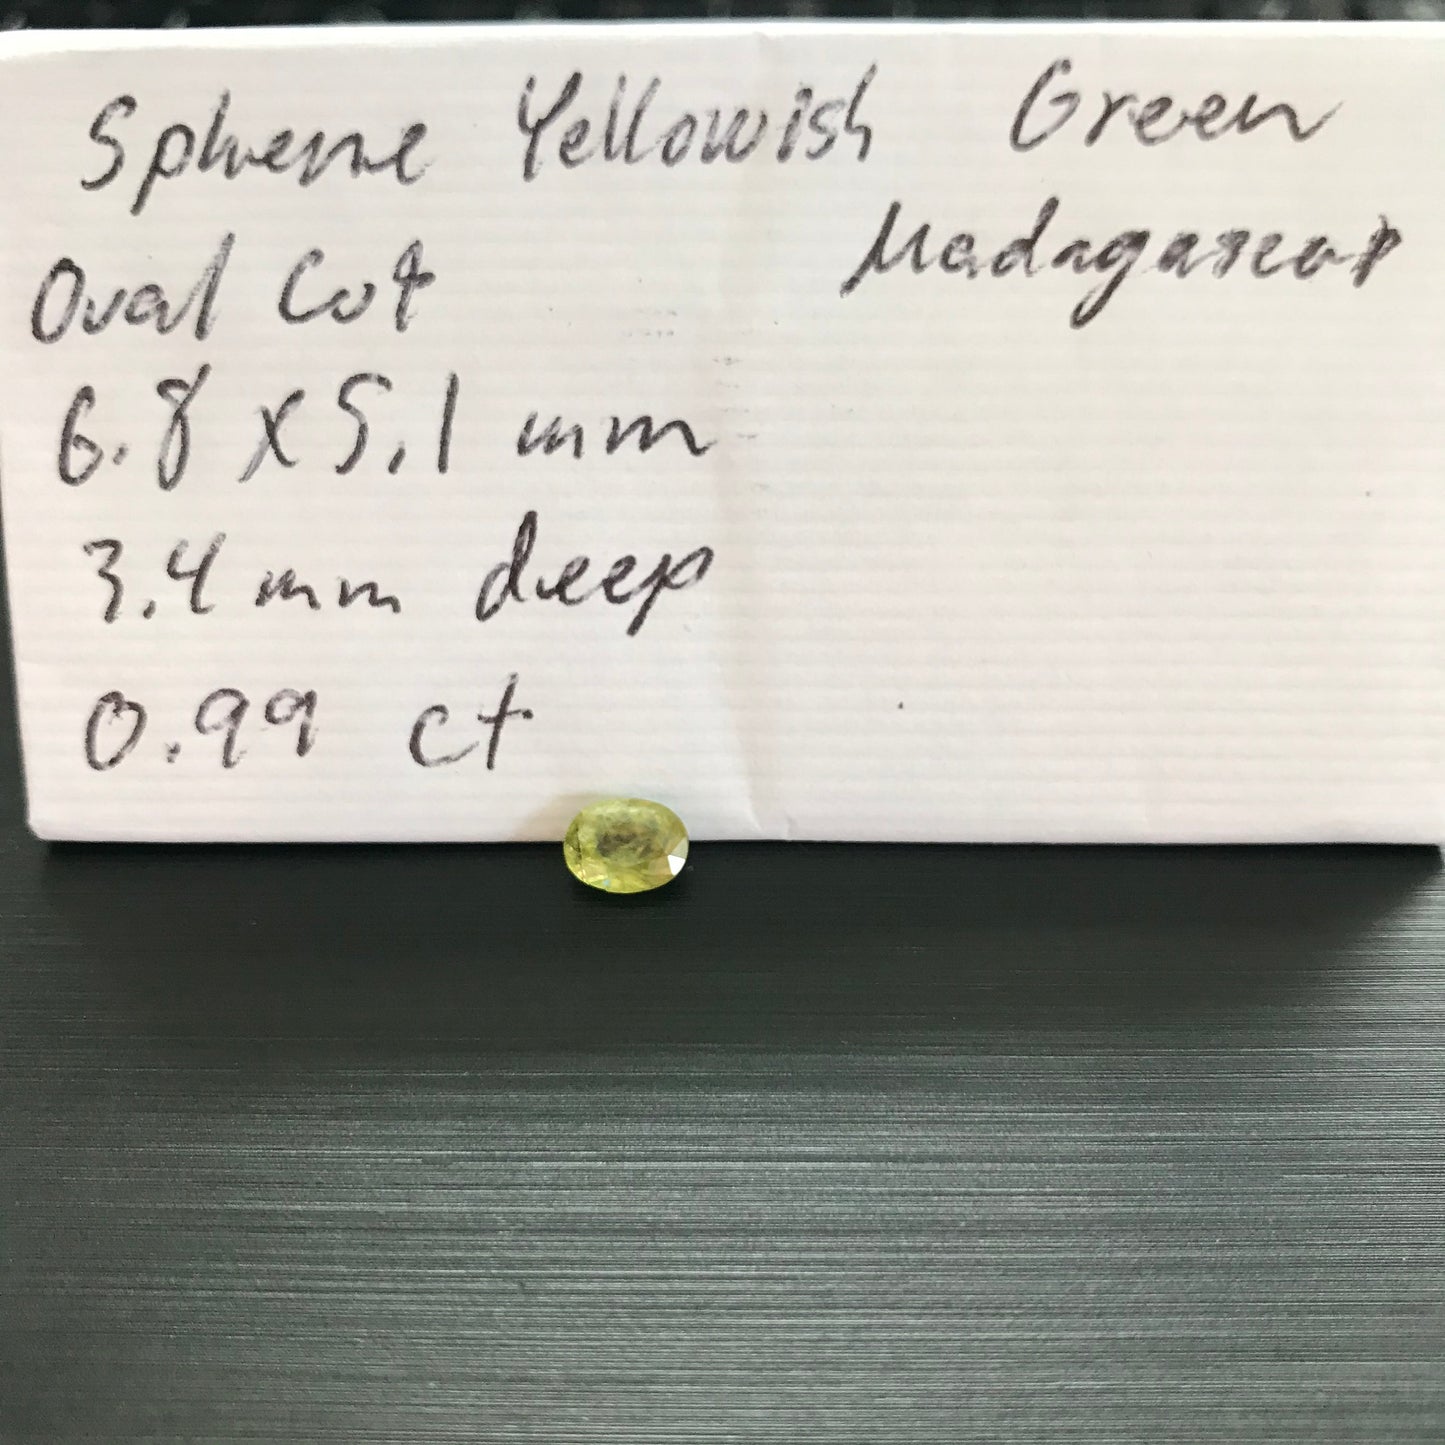 Sphene Yellowish Green
Madagascar
Oval Cut
6.8 x 5.1 mm
3.4 mm deep
0.99 ct